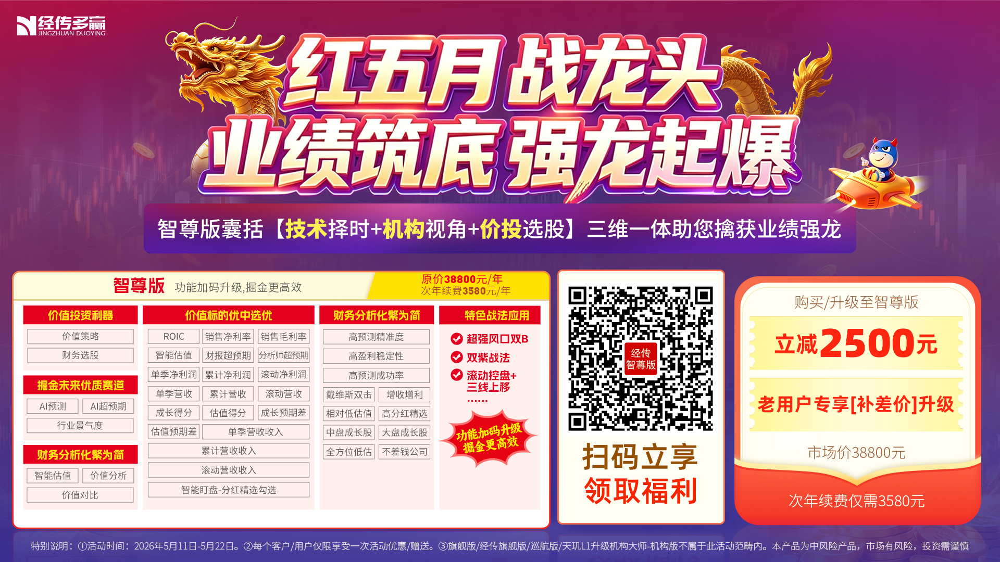 经传多赢
JINGZHUAN DUOYING
红五月 战龙头
业绩筑底 强龙起爆
智尊版囊括【技术择时+机构视角+价投选股】三维一体助您擒获业绩强龙
智尊版 功能加码升级,掘金更高效
原价38800元/年
次年续费3580元/年
价值投资利器
价值策略
财务选股
掘金未来优质赛道
AI预测 AI超预期
行业景气度
财务分析化繁为简
智能估值 价值分析
价值对比
价值标的优中选优
ROIC 销售净利率 销售毛利率
智能估值 财报超预期 分析师超预期
单季净利润 累计净利润 滚动净利润
单季营收 累计营收 滚动营收
成长得分 估值得分 成长预期差
估值预期差 单季营收收入
累计营收收入
滚动营收收入
智能盯盘-分红精选勾选
财务分析化繁为简
高预测精准度
高盈利稳定性
高预测成功率
戴维斯双击 增收增利
相对低估值 高分红精选
中盘成长股 大盘成长股
全方位低估 不差钱公司
特色战法应用
超强风口双B
双紫战法
滚动控盘+
三线上移
······
功能加码升级
掘金更高效
经传
智尊版
扫码立享
领取福利
购买/升级至智尊版
立减2500元
老用户专享[补差价]升级
市场价38800元
次年续费仅需3580元
特别说明：①活动时间：2026年5月11日-5月22日。②每个客户/用户仅限享受一次活动优惠/赠送。③旗舰版/经传旗舰版/巡航版/天玑L1升级机构大师-机构版不属于此活动范畴内。本产品为中风险产品，市场有风险，投资需谨慎